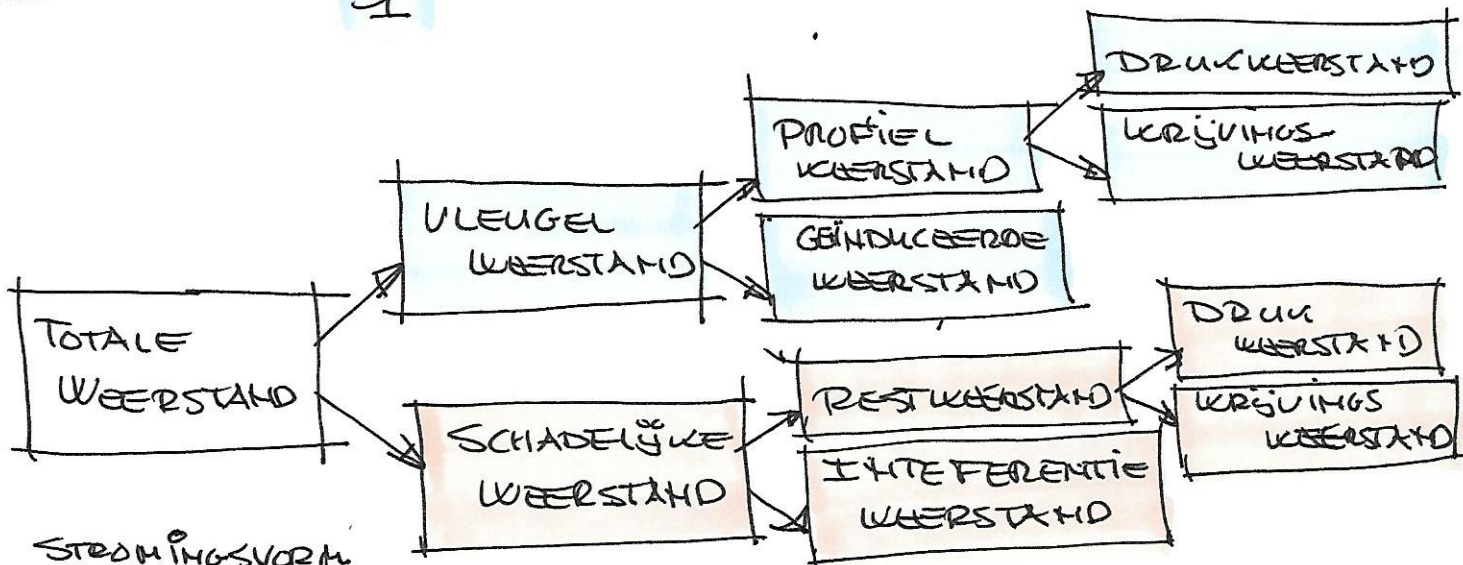 1
DRUKWEERSTAND
PROFIEL
WEERSTAND
WRIJVINGS-
WEERSTAND
VLEUGEL
WEERSTAND
GEÏNDUCEERDE
WEERSTAND
TOTALE
WEERSTAND
DRUK
WEERSTAND
RESTWEERSTAND
WRIJVINGS
WEERSTAND
SCHADELIJKE
WEERSTAND
INTEFERENTIE
WEERSTAND
STROMINGSVORM